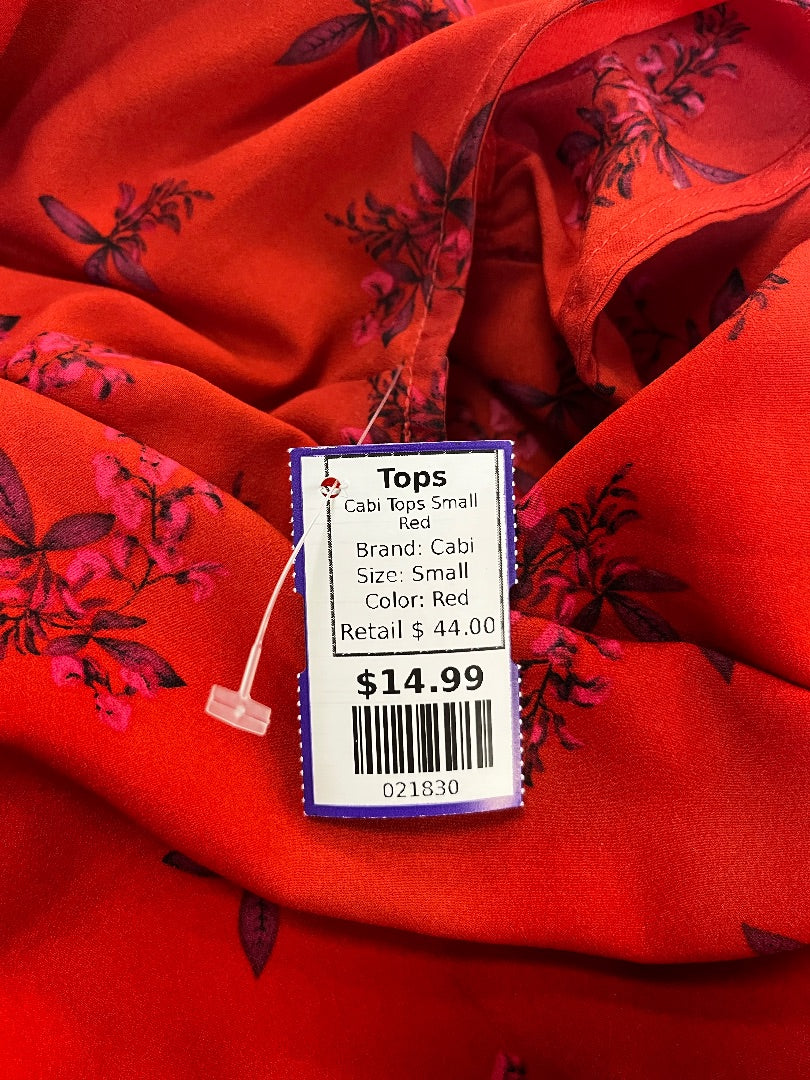 Tops
Cabi Tops Small
Red
Brand: Cabi
Size: Small
Color: Red
Retail $ 44.00
$14.99
021830